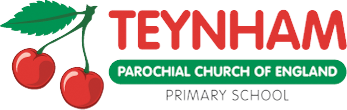 TEYNHAM
PAROCHIAL CHURCH OF ENGLAND
PRIMARY SCHOOL